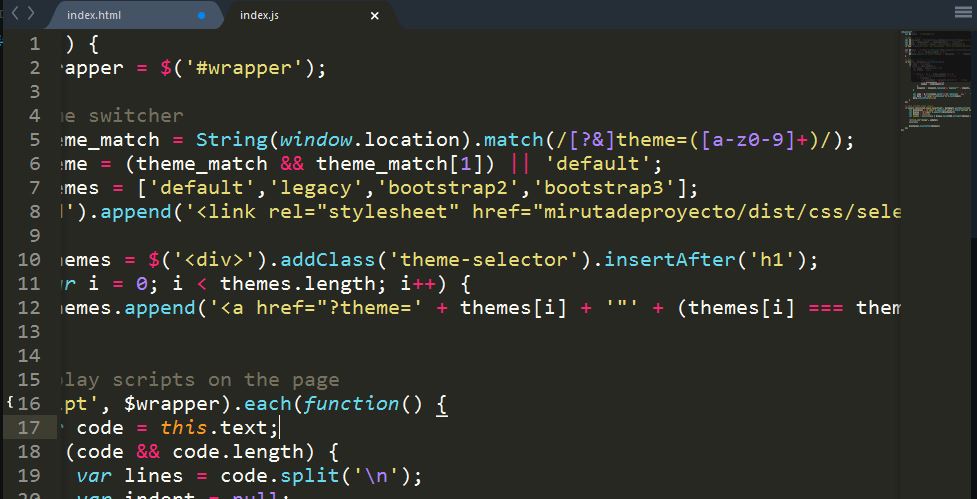 index.html
index.js
1 ) {
2 rapper = $('#wrapper');
3
4 me switcher
5 eme_match = String(window.location).match(/[?&]theme=([a-z0-9]+)/);
6 eme = (theme_match && theme_match[1]) || 'default';
7 emes = ['default','legacy','bootstrap2','bootstrap3'];
8 ').append('<link rel="stylesheet" href="mirutadeproyecto/dist/css/sele
9
10 hemes = $('<div>').addClass('theme-selector').insertAfter('h1');
11 ar i = 0; i < themes.length; i++) {
12 hemes.append('<a href="?theme=' + themes[i] + '"' + (themes[i] === them
13
14
15 play scripts on the page
16 ipt', $wrapper).each(function() {
17 code = this.text;
18 (code && code.length) {
19 var lines = code.split('\n');
20 var indent = null;